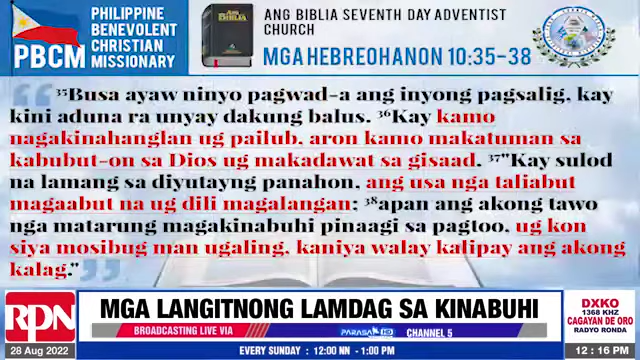 PBCM
PHILIPPINE
BENEVOLENT
CHRISTIAN
MISSIONARY
ANG BIBLIA SEVENTH DAY ADVENTIST
CHURCH
MGA HEBREOHANON 10:35-38
³⁵Busa ayaw ninyo pagwad-a ang inyong pagsalig, kay
kini aduna ra unyay dakung balus. ³⁶Kay kamo
nagakinahanglan ug pailub, aron kamo makatuman sa
kabubut-on sa Dios ug makadawat sa gisaad. ³⁷"Kay sulod
na lamang sa diyutayng panahon, ang usa nga taliabut
magaabut na ug dili magalangan; ³⁸apan ang akong tawo
nga matarung magakinabuhi pinaagi sa pagtoo, ug kon
siya mosibug man ugaling, kaniya walay kalipay ang akong
kalag."
RPN
MGA LANGITNONG LAMDAG SA KINABUHI
BROADCASTING LIVE VIA
PARASAT HD
CHANNEL 5
DXKO
1368 KHZ
CAGAYAN DE ORO
RADYO RONDA
28 Aug 2022
EVERY SUNDAY : 12:00 NN - 1:00 PM
12 : 16 PM